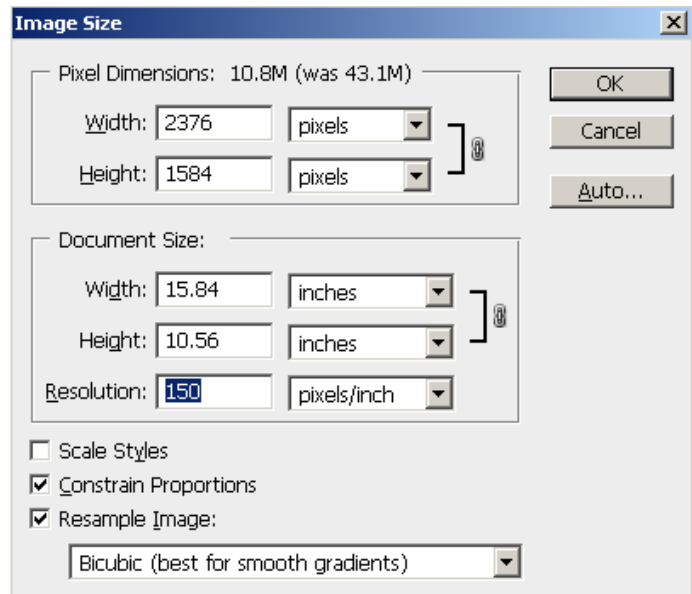 Image Size
Pixel Dimensions: 10.8M (was 43.1M)
OK
Width: 2376 pixels
Cancel
Height: 1584 pixels
Auto...
Document Size:
Width: 15.84 inches
Height: 10.56 inches
Resolution: 150 pixels/inch
Scale Styles
Constrain Proportions
Resample Image:
Bicubic (best for smooth gradients)